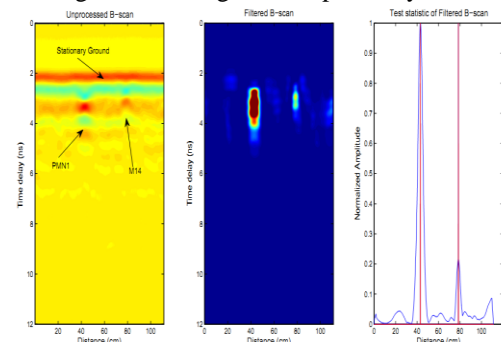 Unprocessed B-scan
Stationary Ground
PMN1
M14
Time delay (ns)
0
2
4
6
8
10
12
0 20 40 60 80 100
Distance (cm)
Filtered B-scan
Time delay (ns)
0
2
4
6
8
10
12
0 20 40 60 80 100
Distance (cm)
Test statistic of Filtered B-scan
Normalized Amplitude
1
0.9
0.8
0.7
0.6
0.5
0.4
0.3
0.2
0.1
0
0 20 40 60 80 100
Distance (cm)